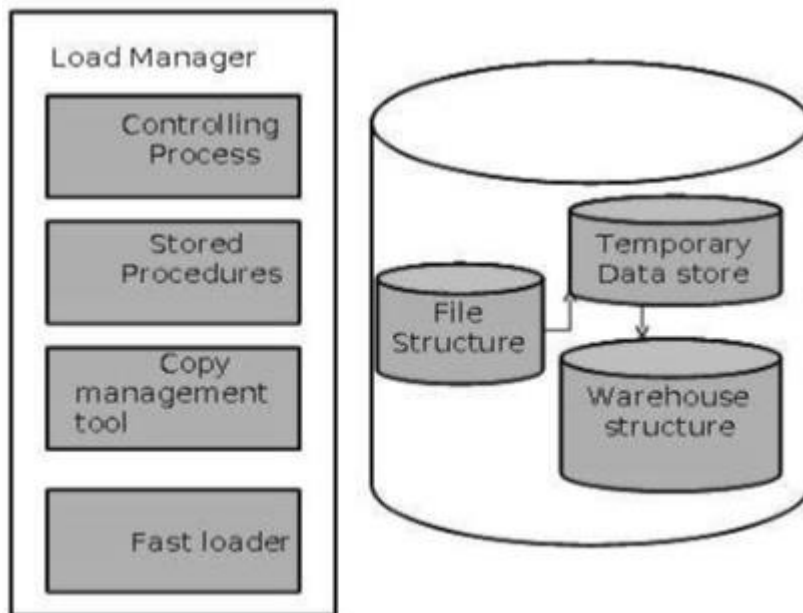 Load Manager
Controlling
Process
Stored
Procedures
Copy
management
tool
Fast loader
File
Structure
Temporary
Data store
Warehouse
structure